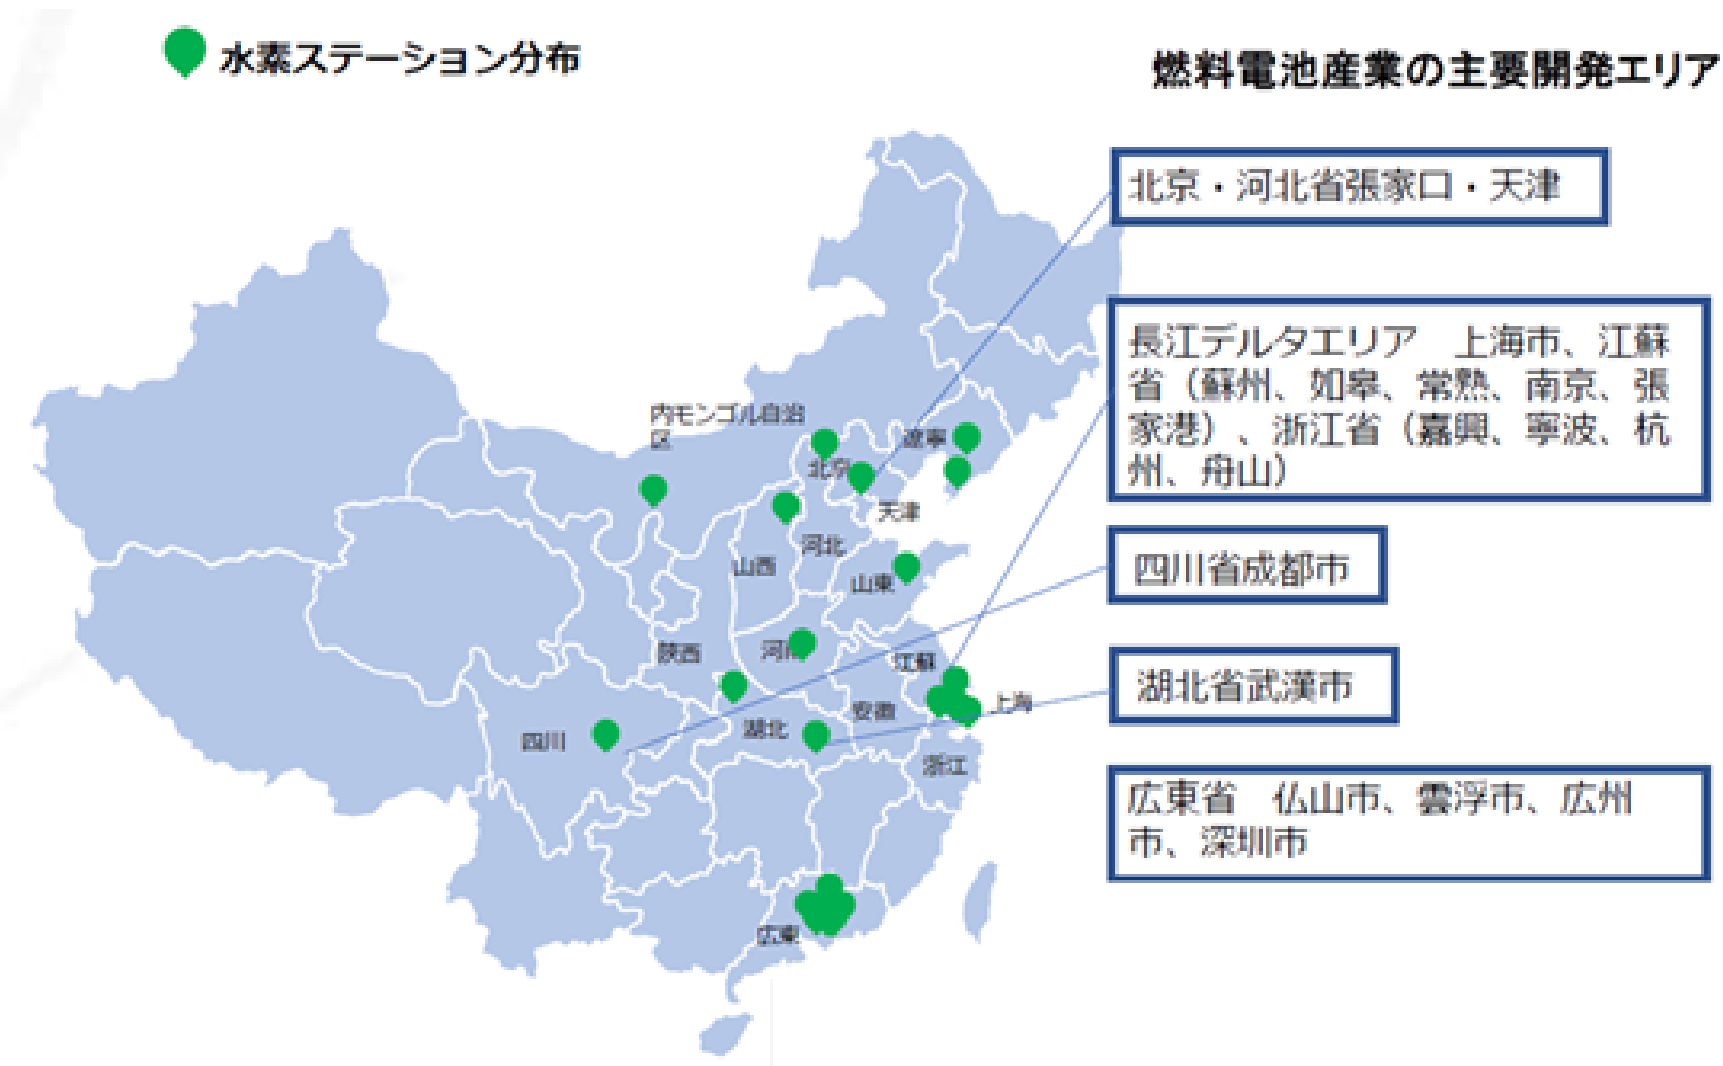 水素ステーション分布
燃料電池産業の主要開発エリア
北京・河北省張家口・天津
長江デルタエリア　上海市、江蘇
省（蘇州、如皋、常熟、南京、張
家港）、浙江省（嘉興、寧波、杭
州、舟山）
四川省成都市
湖北省武漢市
広東省　仏山市、雲浮市、広州
市、深圳市
内モンゴル自治
区
遼寧
北京
天津
河北
山西
山東
陝西
河南
江蘇
上海
安徽
湖北
四川
浙江
広東